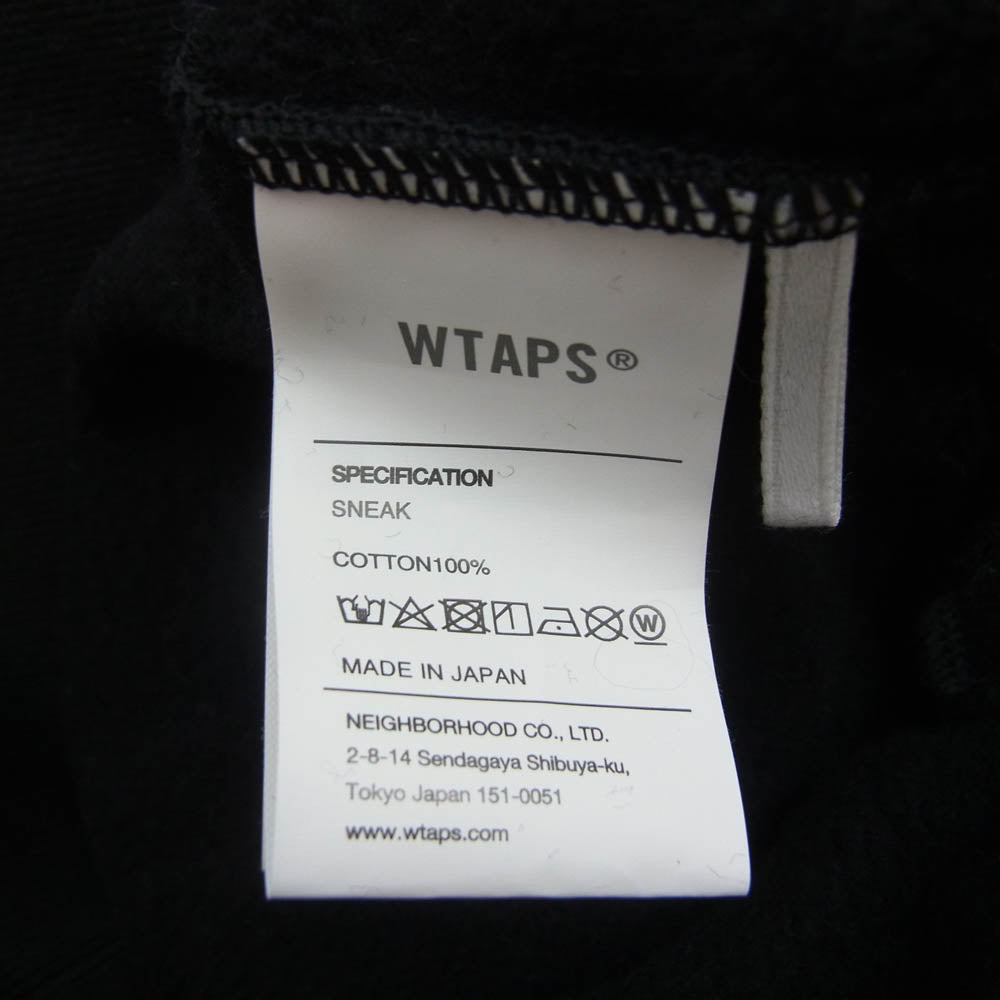 WTAPS®
SPECIFICATION
SNEAK
COTTON100%
W
MADE IN JAPAN
NEIGHBORHOOD CO., LTD.
2-8-14 Sendagaya Shibuya-ku,
Tokyo Japan 151-0051
www.wtaps.com